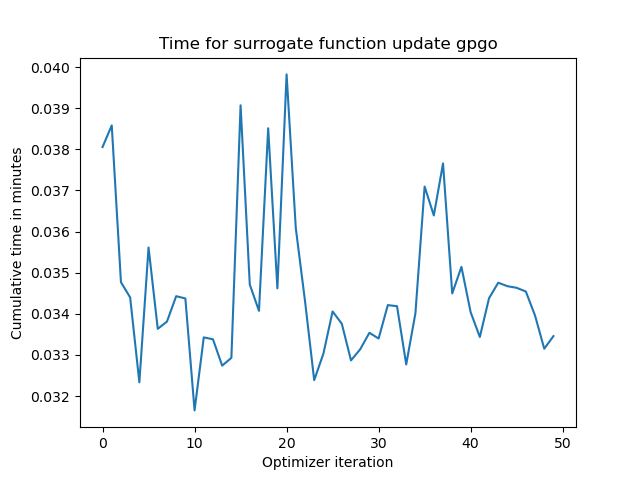 Time for surrogate function update gpgo
0.040
0.039
0.038
0.037
0.036
0.035
0.034
0.033
0.032
Cumulative time in minutes
0 10 20 30 40 50
Optimizer iteration